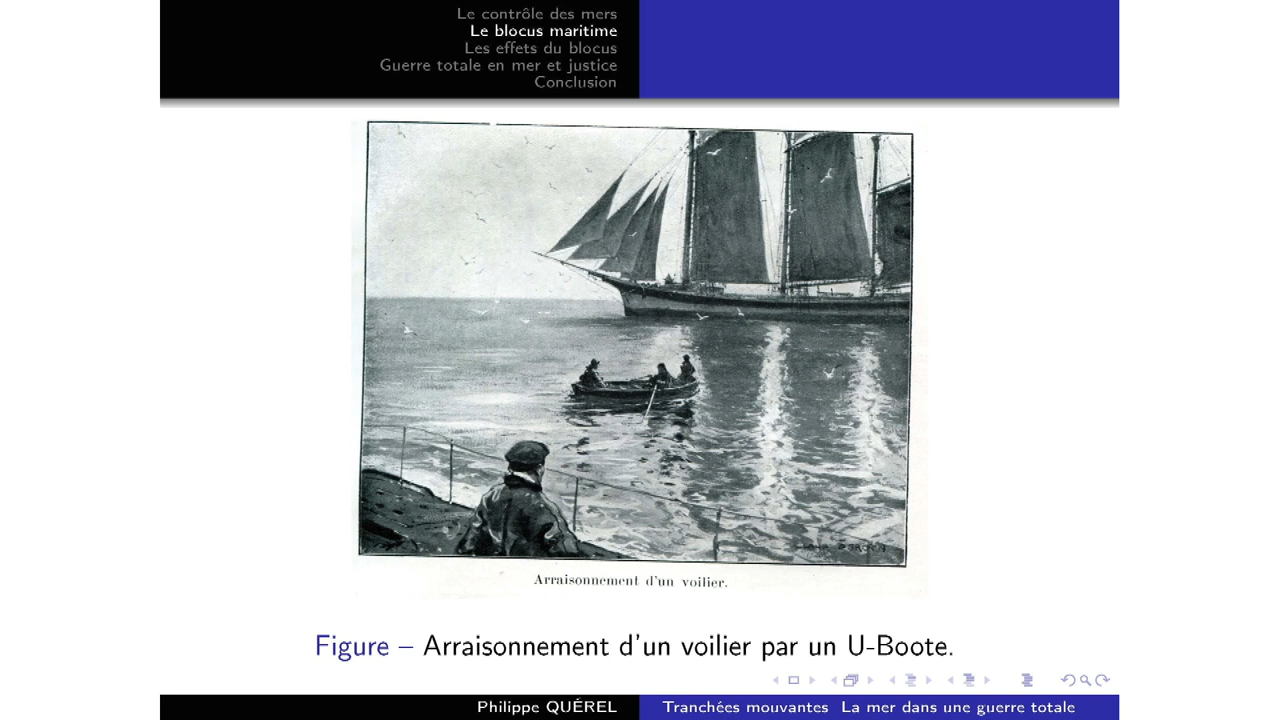 Le contrôle des mers
Le blocus maritime
Les effets du blocus
Guerre totale en mer et justice
Conclusion
Arraisonnement d'un voilier.
Figure – Arraisonnement d'un voilier par un U-Boote.
Philippe QUÉREL
Tranchées mouvantes La mer dans une guerre totale